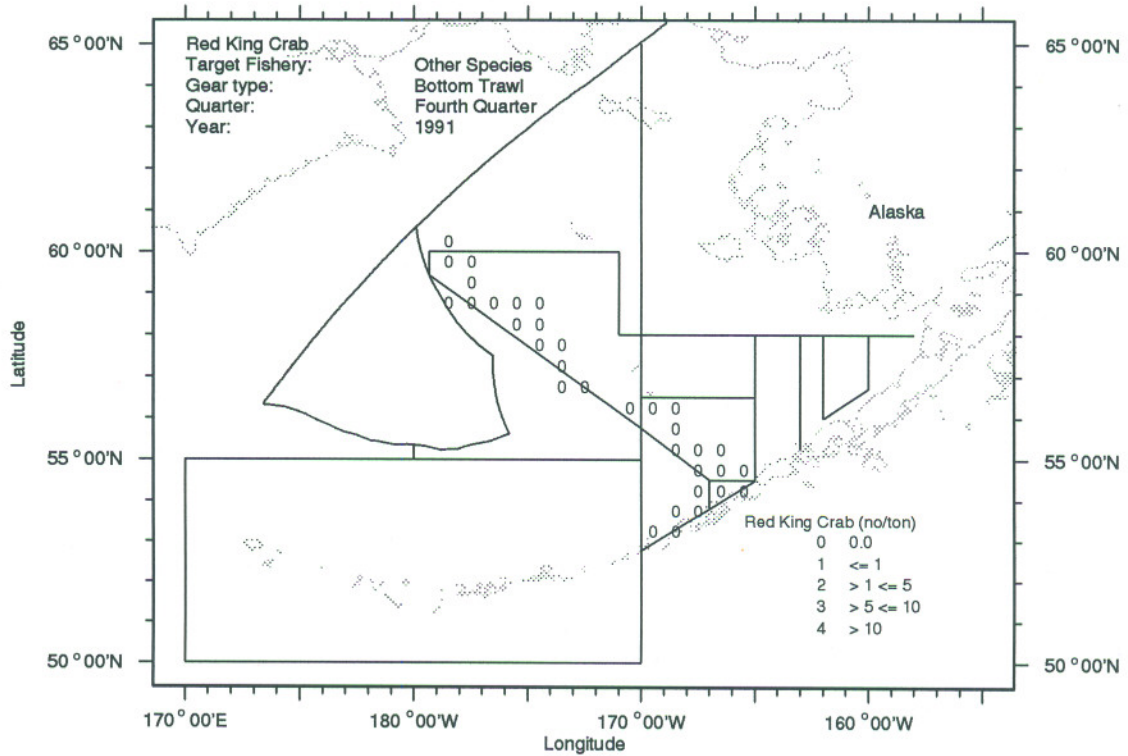 65°00'N
Red King Crab
Target Fishery: Other Species
Gear type: Bottom Trawl
Quarter: Fourth Quarter
Year: 1991
65°00'N
Alaska
60°00'N
0
60°00'N
0 0
0
0 0 0 0 0
0 0
0 0
0
0 0
0 0 0
0
0 0 0
55°00'N
0 0 0
55°00'N
0 0 0
0 0
0 0
Latitude
Red King Crab (no/ton)
0 0.0
1 <= 1
2 > 1 <= 5
3 > 5 <= 10
4 > 10
50°00'N
50°00'N
170°00'E
180°00'W
170°00'W
160°00'W
Longitude